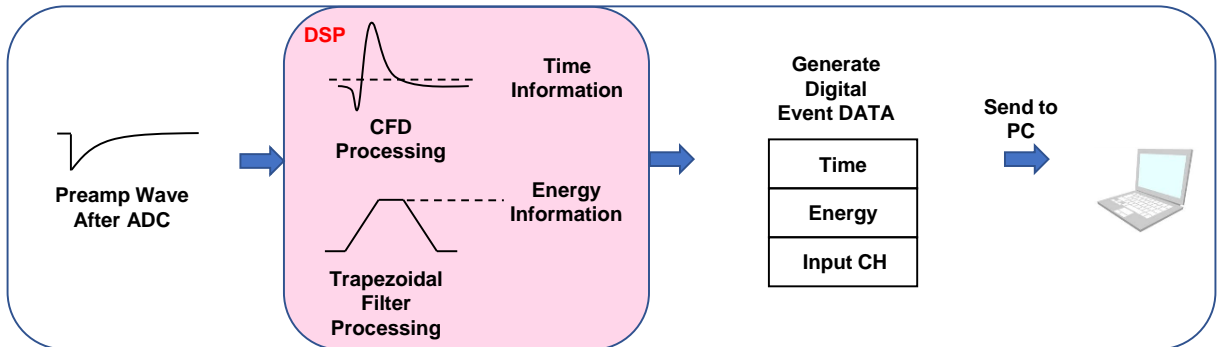 Preamp Wave
After ADC
DSP
CFD
Processing
Time
Information
Trapezoidal
Filter
Processing
Energy
Information
Generate
Digital
Event DATA
Time
Energy
Input CH
Send to
PC